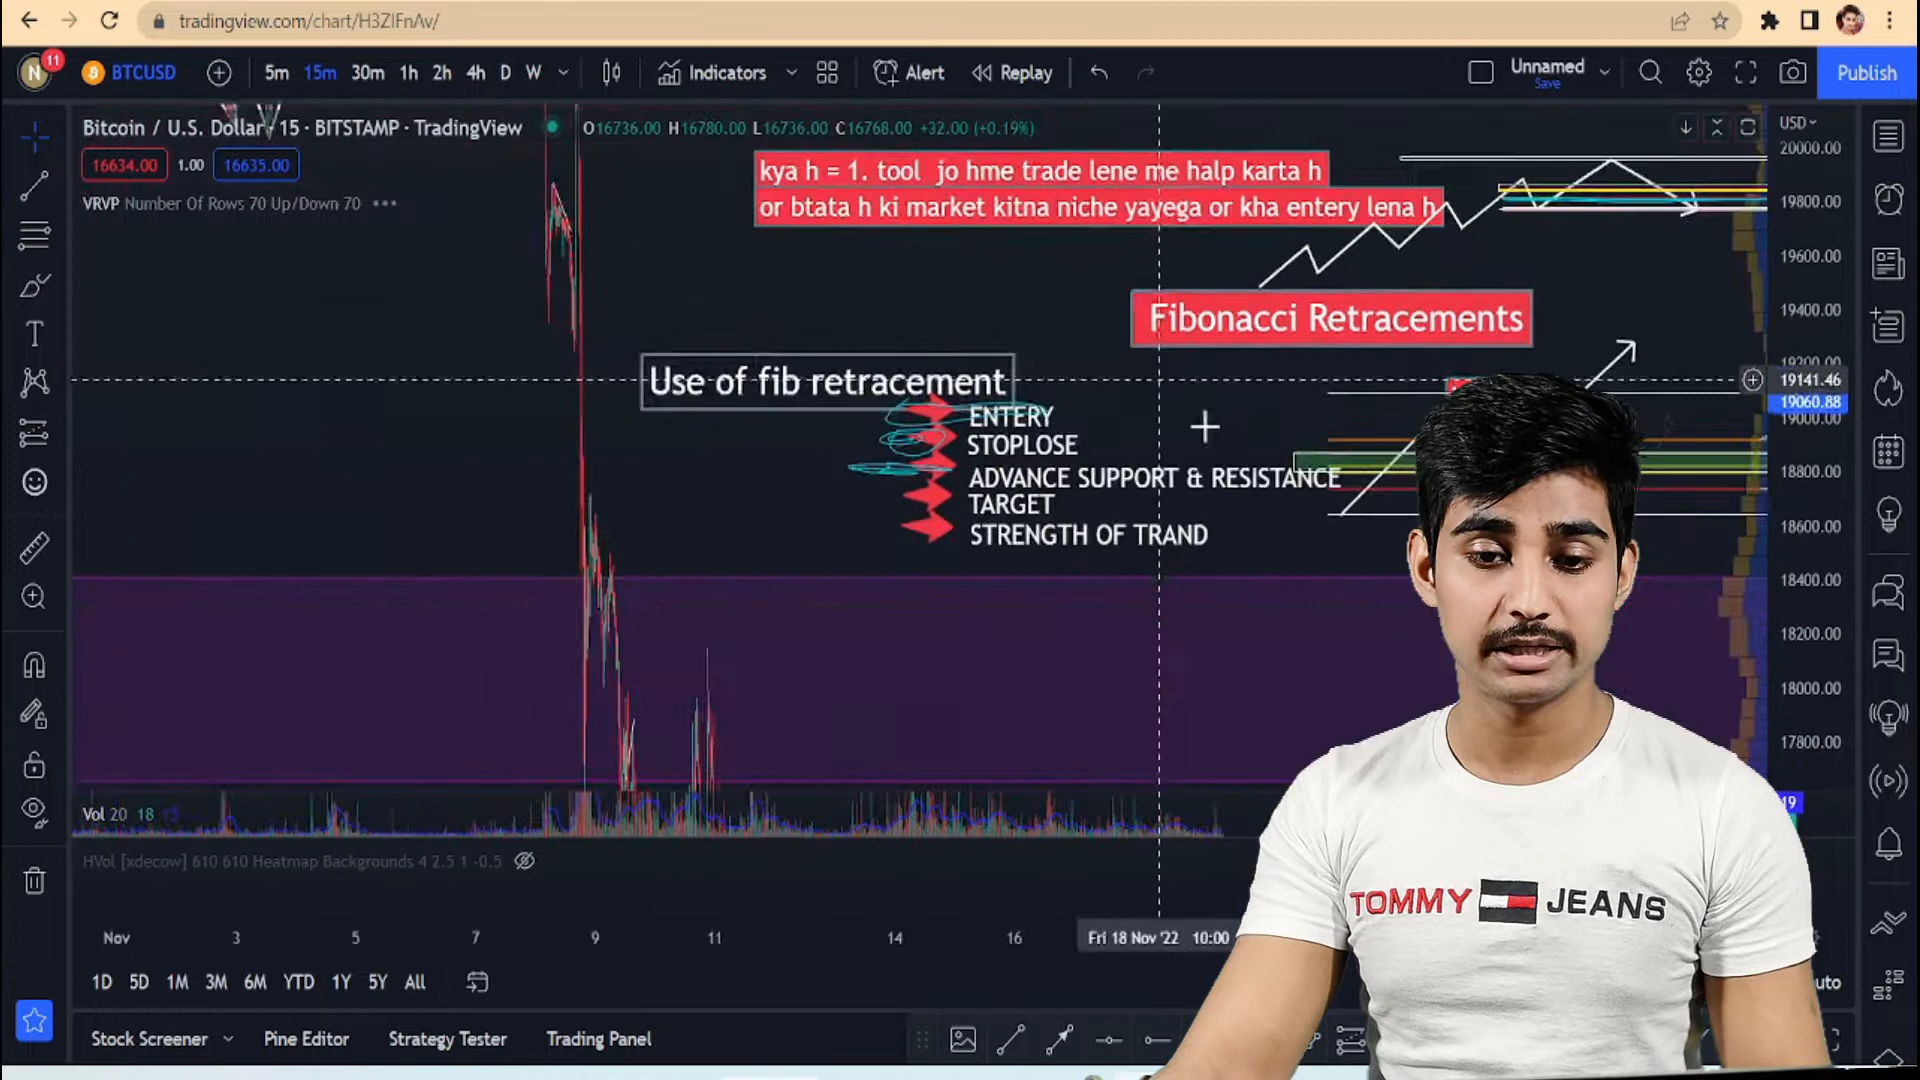 tradingview.com/chart/H3ZIFnAv/
N 11 BTCUSD 5m 15m 30m 1h 2h 4h D W Indicators Alert Replay Unnamed Save Publish
Bitcoin / U.S. Dollar · 15 · BITSTAMP · TradingView O16736.00 H16780.00 L16736.00 C16768.00 +32.00 (+0.19%) USD
16634.00 1.00 16635.00
VRVP Number Of Rows 70 Up/Down 70
kya h = 1. tool jo hme trade lene me halp karta h
or btata h ki market kitna niche yayega or kha entery lena h
Fibonacci Retracements
Use of fib retracement
ENTERY
STOPLOSE
ADVANCE SUPPORT & RESISTANCE
TARGET
STRENGTH OF TRAND
20000.00
19800.00
19600.00
19400.00
19200.00
19141.46
19060.88
19000.00
18800.00
18600.00
18400.00
18200.00
18000.00
17800.00
19
Vol 20 18
HVol [xdecow] 610 610 Heatmap Backgrounds 4 2.5 1 -0.5
Nov 3 5 7 9 11 14 16 Fri 18 Nov '22 10:00
1D 5D 1M 3M 6M YTD 1Y 5Y All
Stock Screener Pine Editor Strategy Tester Trading Panel
TOMMY JEANS